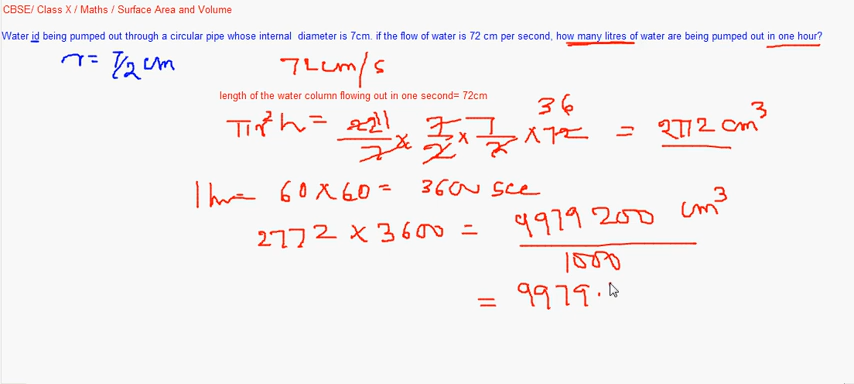 CBSE/ Class X / Maths / Surface Area and Volume
Water id being pumped out through a circular pipe whose internal diameter is 7cm. if the flow of water is 72 cm per second, how many litres of water are being pumped out in one hour?
r = 7/2 cm 72cm/s
length of the water column flowing out in one second= 72cm
πr²h = 22 11/7 × 7/2 × 7/2 × 72 36 = 2772 cm³
1 hr = 60 × 60 = 3600 sec
2772 × 3600 = 9979200 cm³
1000
= 9979.